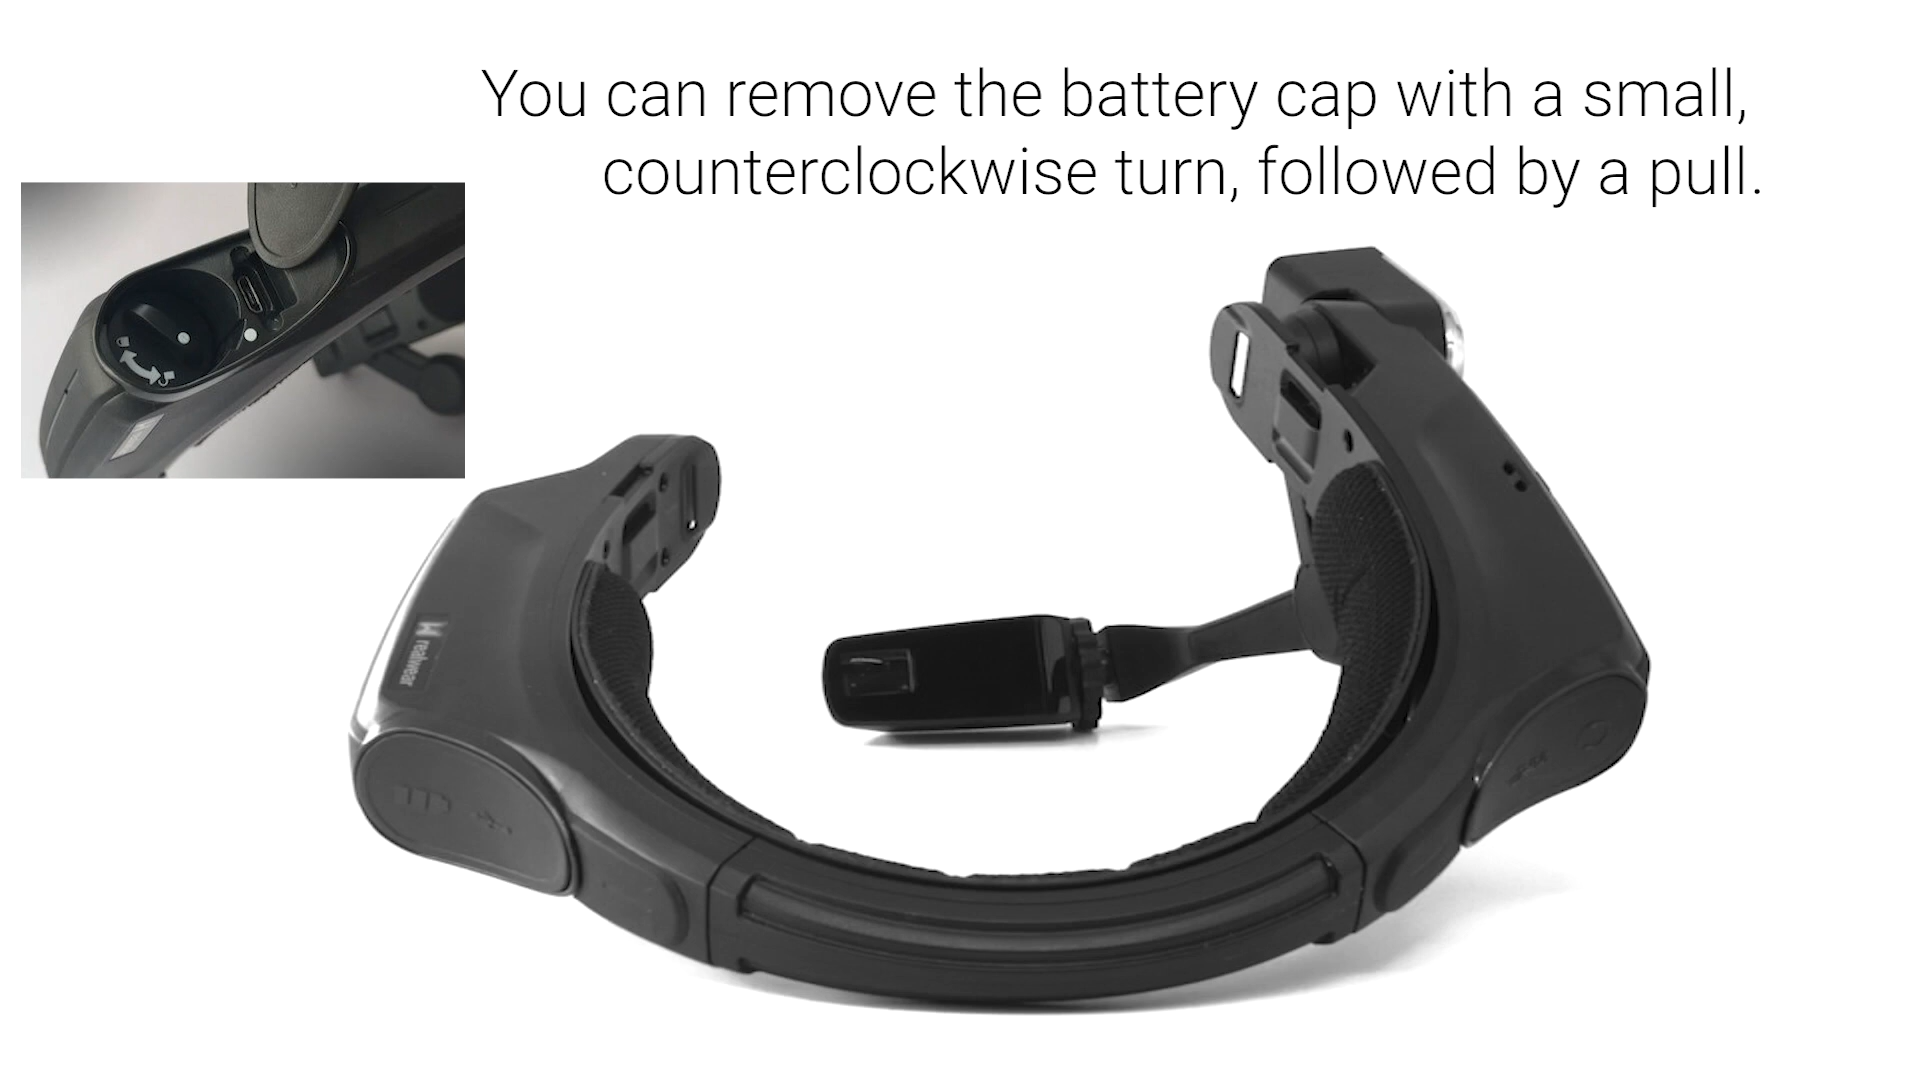 You can remove the battery cap with a small,
counterclockwise turn, followed by a pull.
realwear